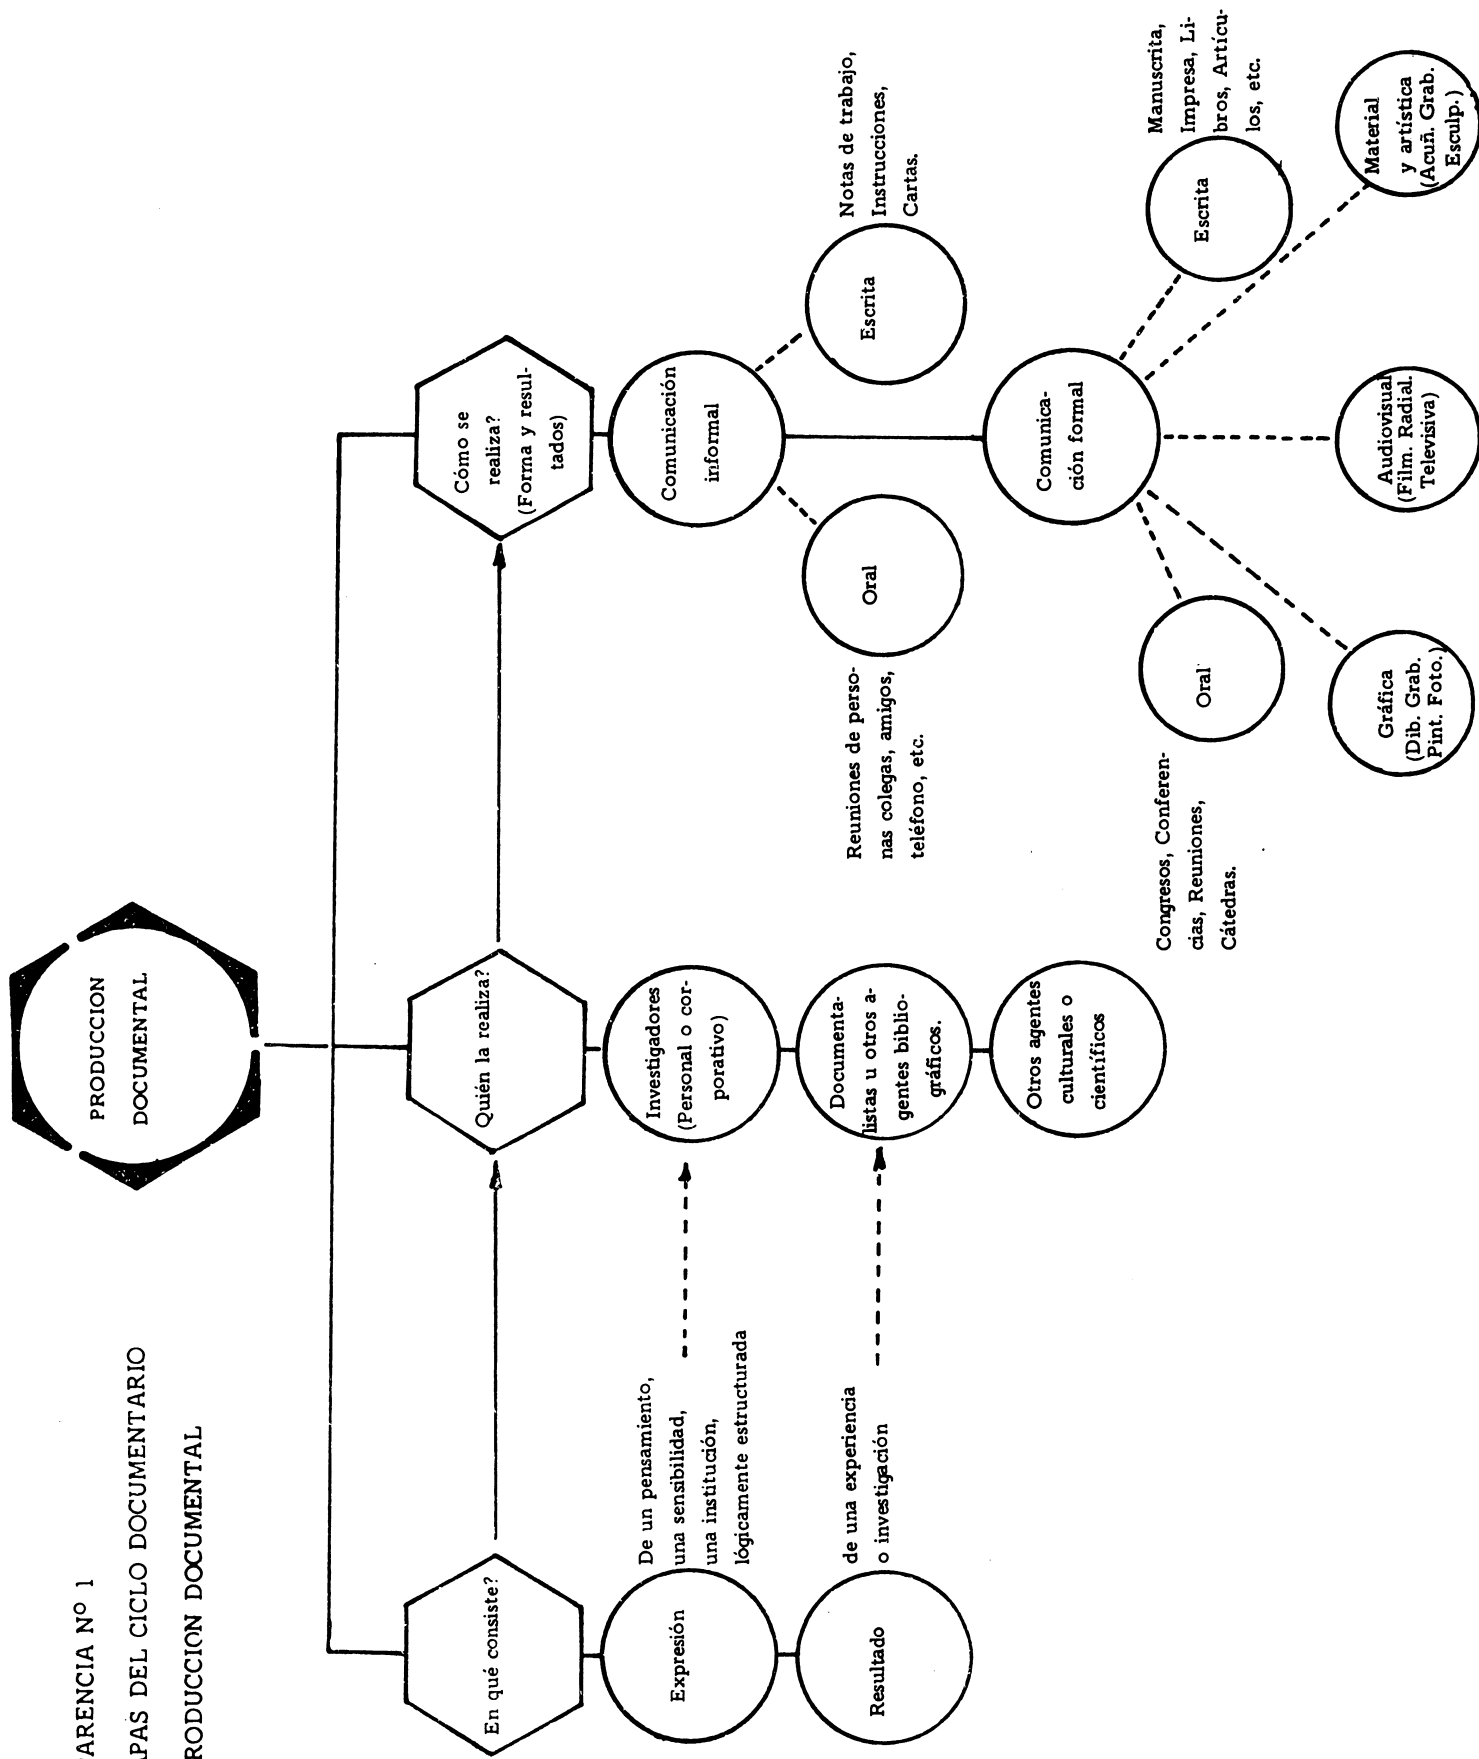 ARENCIA Nº 1
APAS DEL CICLO DOCUMENTARIO
RODUCCION DOCUMENTAL
PRODUCCION
DOCUMENTAL
En qué consiste?
Expresión
De un pensamiento,
una sensibilidad,
una institución,
lógicamente estructurada
Resultado
de una experiencia
o investigación
Quién la realiza?
Investigadores
(Personal o cor-
porativo)
Documenta-
listas u otros a-
gentes biblio-
gráficos.
Otros agentes
culturales o
científicos
Cómo se
realiza?
(Forma y resul-
tados)
Comunicación
informal
Oral
Reuniones de perso-
nas colegas, amigos,
teléfono, etc.
Escrita
Notas de trabajo,
Instrucciones,
Cartas.
Comunica-
ción formal
Oral
Congresos, Conferen-
cias, Reuniones,
Cátedras.
Escrita
Manuscrita,
Impresa, Li-
bros, Artícu-
los, etc.
Gráfica
(Dib. Grab.
Pint. Foto.)
Audiovisual
(Film. Radial.
Televisiva)
Material
y artística
(Acuñ. Grab.
Esculp.)